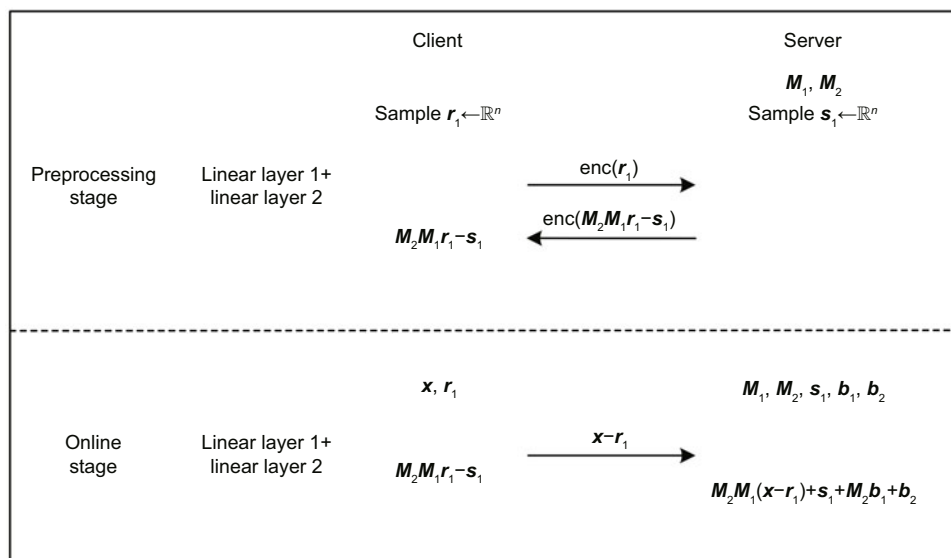 Client Server
M₁, M₂
Sample r₁←ℝⁿ Sample s₁←ℝⁿ
Preprocessing stage Linear layer 1+ linear layer 2
enc(r₁)
enc(M₂M₁r₁−s₁)
M₂M₁r₁−s₁
x, r₁ M₁, M₂, s₁, b₁, b₂
Online stage Linear layer 1+ linear layer 2
x−r₁
M₂M₁r₁−s₁
M₂M₁(x−r₁)+s₁+M₂b₁+b₂